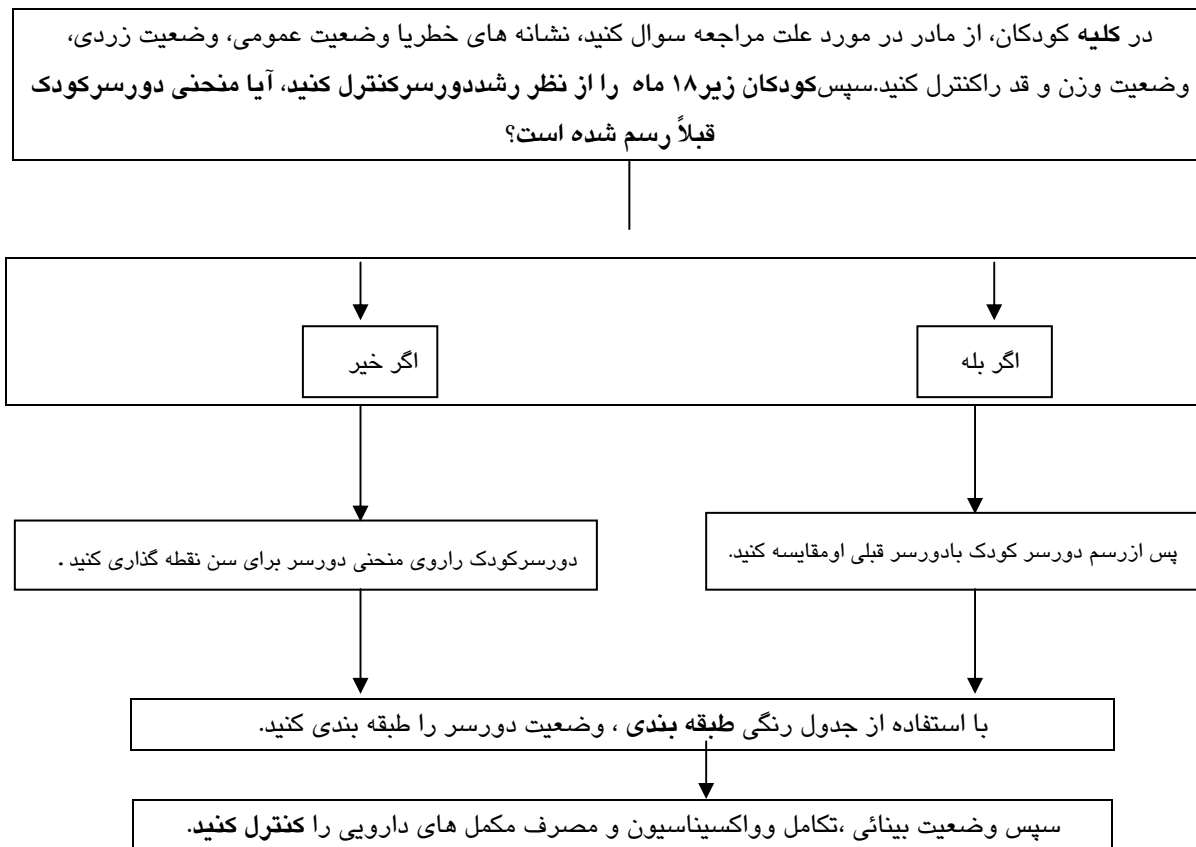 در کلیه کودکان، از مادر در مورد علت مراجعه سوال کنید، نشانه های خطریا وضعیت عمومی، وضعیت زردی،
وضعیت وزن و قد راکنترل کنید.سپس‌کودکان زیر۱۸ ماه را از نظر رشددورسرکنترل کنید، آیا منحنی دورسرکودک
قبلاً رسم شده است؟
اگر بله
اگر خیر
پس ازرسم دورسر کودک بادورسر قبلی اومقایسه کنید.
دورسرکودک راروی منحنی دورسر برای سن نقطه گذاری کنید .
با استفاده از جدول رنگی طبقه بندی ، وضعیت دورسر را طبقه بندی کنید.
سپس وضعیت بینائی ،تکامل وواکسیناسیون و مصرف مکمل های دارویی را کنترل کنید.